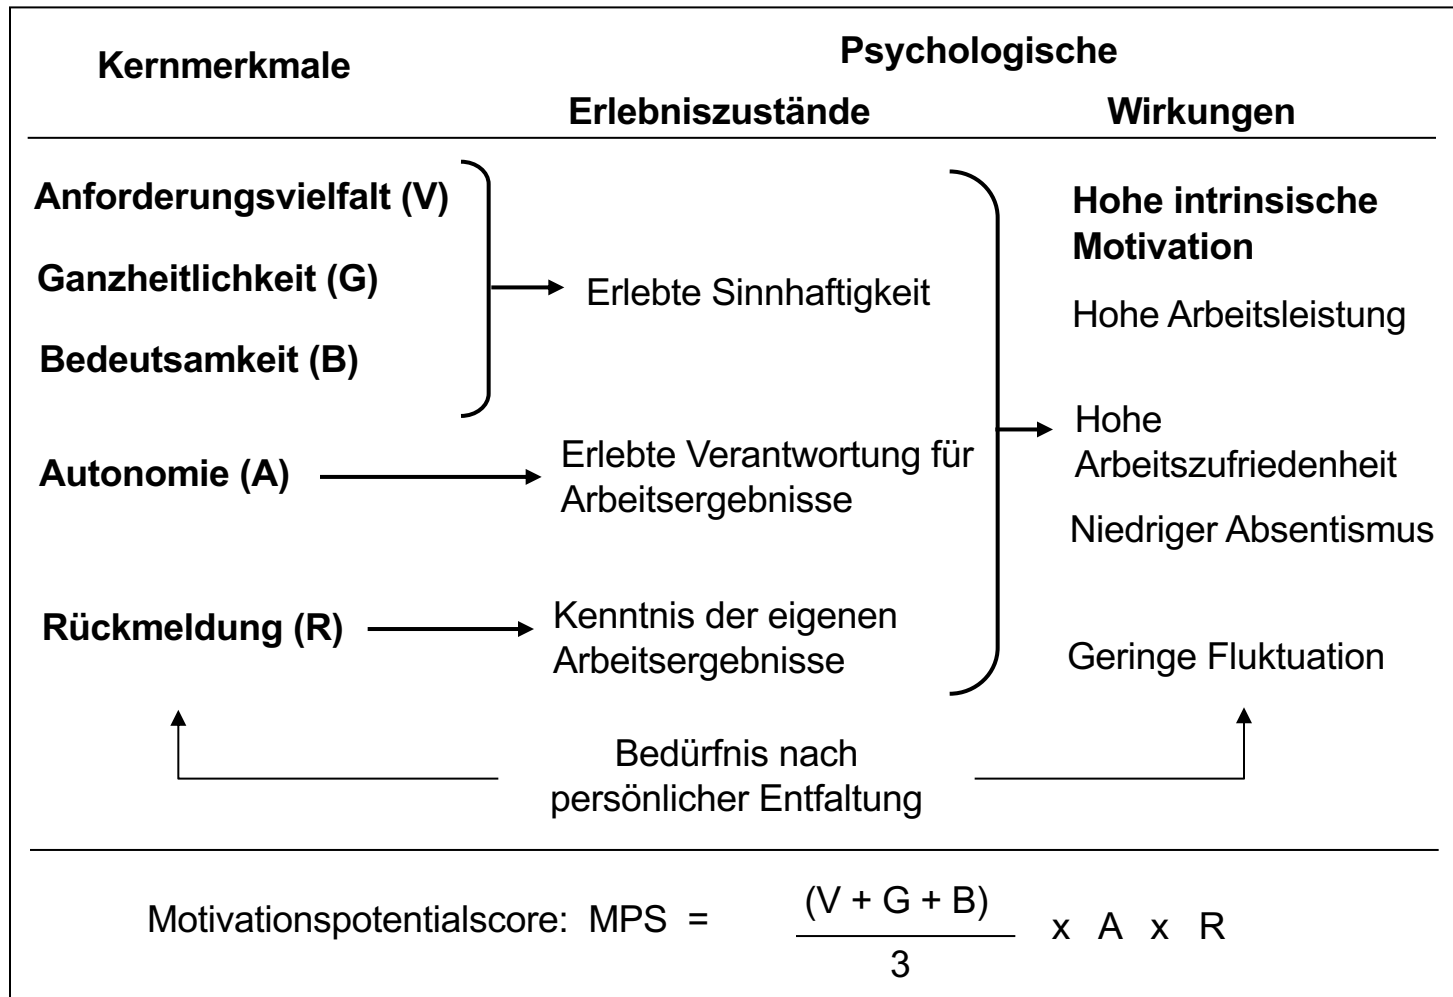 Kernmerkmale
Psychologische
Erlebniszustände
Wirkungen
Anforderungsvielfalt (V)
Ganzheitlichkeit (G)
Bedeutsamkeit (B)
Autonomie (A)
Rückmeldung (R)
Erlebte Sinnhaftigkeit
Erlebte Verantwortung für
Arbeitsergebnisse
Kenntnis der eigenen
Arbeitsergebnisse
Hohe intrinsische
Motivation
Hohe Arbeitsleistung
Hohe
Arbeitszufriedenheit
Niedriger Absentismus
Geringe Fluktuation
Bedürfnis nach
persönlicher Entfaltung
Motivationspotentialscore: MPS =
(V + G + B)
3
x A x R